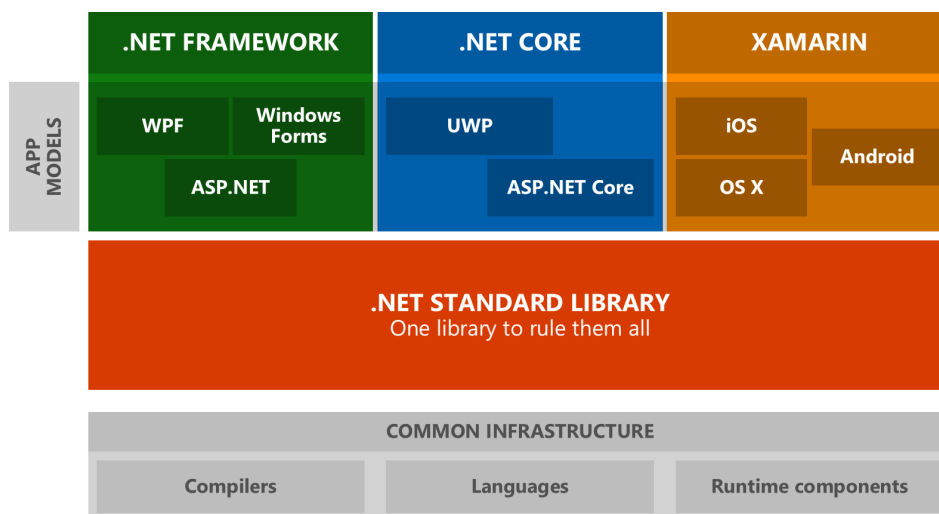 .NET FRAMEWORK
.NET CORE
XAMARIN
APP
MODELS
WPF
Windows
Forms
ASP.NET
UWP
ASP.NET Core
iOS
Android
OS X
.NET STANDARD LIBRARY
One library to rule them all
COMMON INFRASTRUCTURE
Compilers
Languages
Runtime components